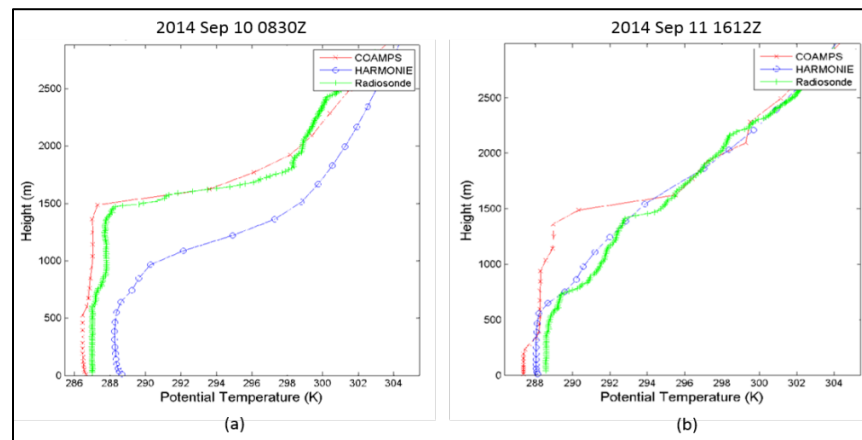 2014 Sep 10 0830Z
COAMPS
HARMONIE
Radiosonde
2500
2000
1500
1000
500
0
Height (m)
286 288 290 292 294 296 298 300 302 304
Potential Temperature (K)
(a)
2014 Sep 11 1612Z
COAMPS
HARMONIE
Radiosonde
2500
2000
1500
1000
500
0
Height (m)
288 290 292 294 296 298 300 302 304
Potential Temperature (K)
(b)